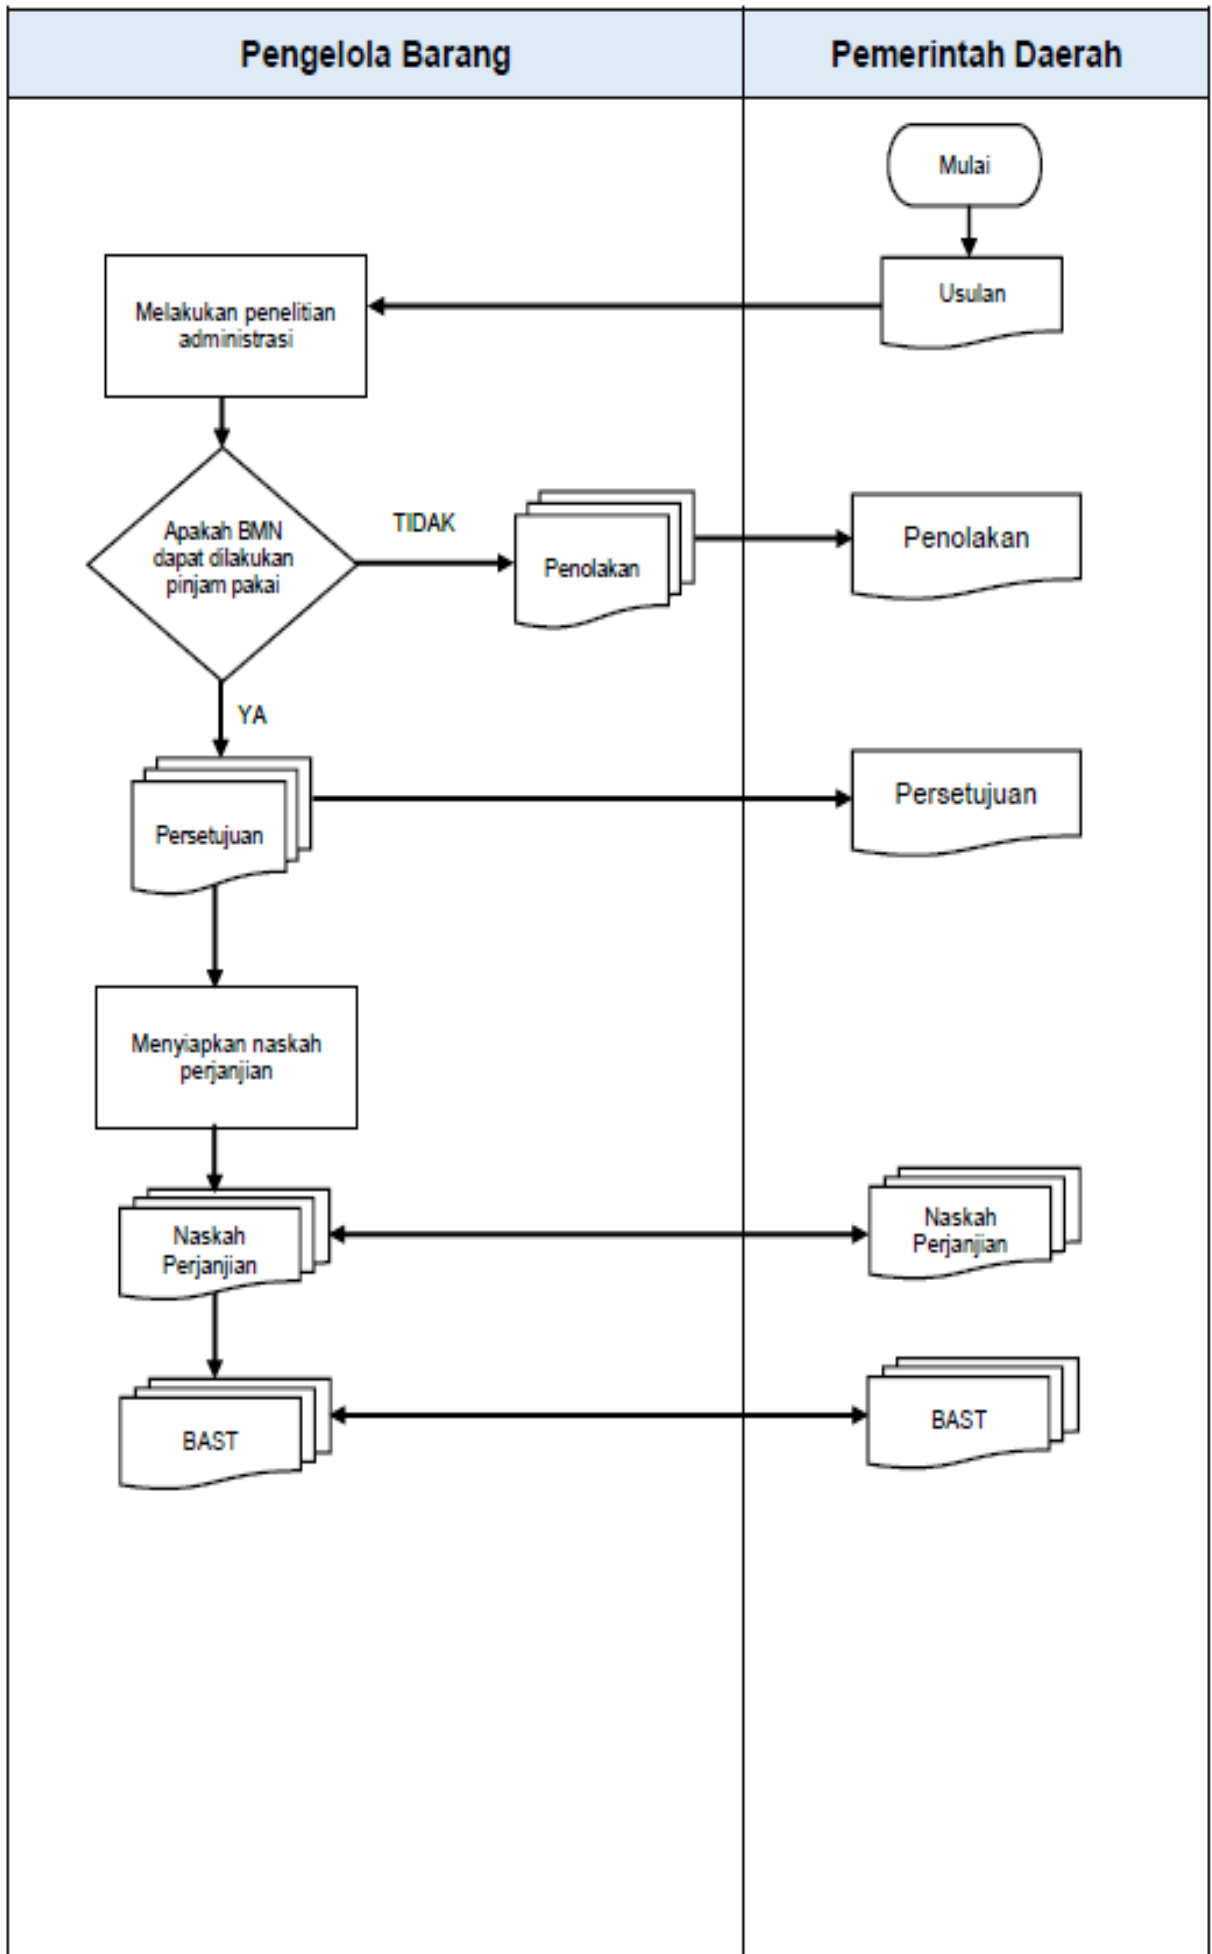 Pengelola Barang
Pemerintah Daerah
Mulai
Usulan
Melakukan penelitian
administrasi
Apakah BMN
dapat dilakukan
pinjam pakai
TIDAK
Penolakan
Penolakan
YA
Persetujuan
Persetujuan
Menyiapkan naskah
perjanjian
Naskah
Perjanjian
Naskah
Perjanjian
BAST
BAST